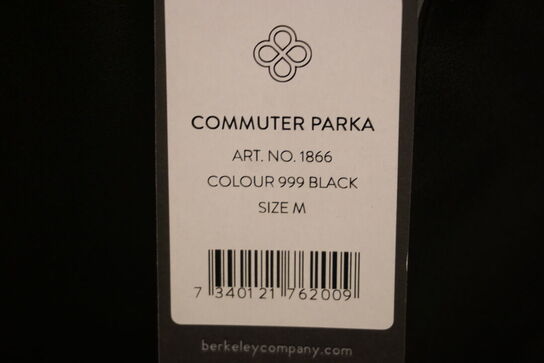 COMMUTER PARKA
ART. NO. 1866
COLOUR 999 BLACK
SIZE M
7 340121 762009
berkeleycompany.com